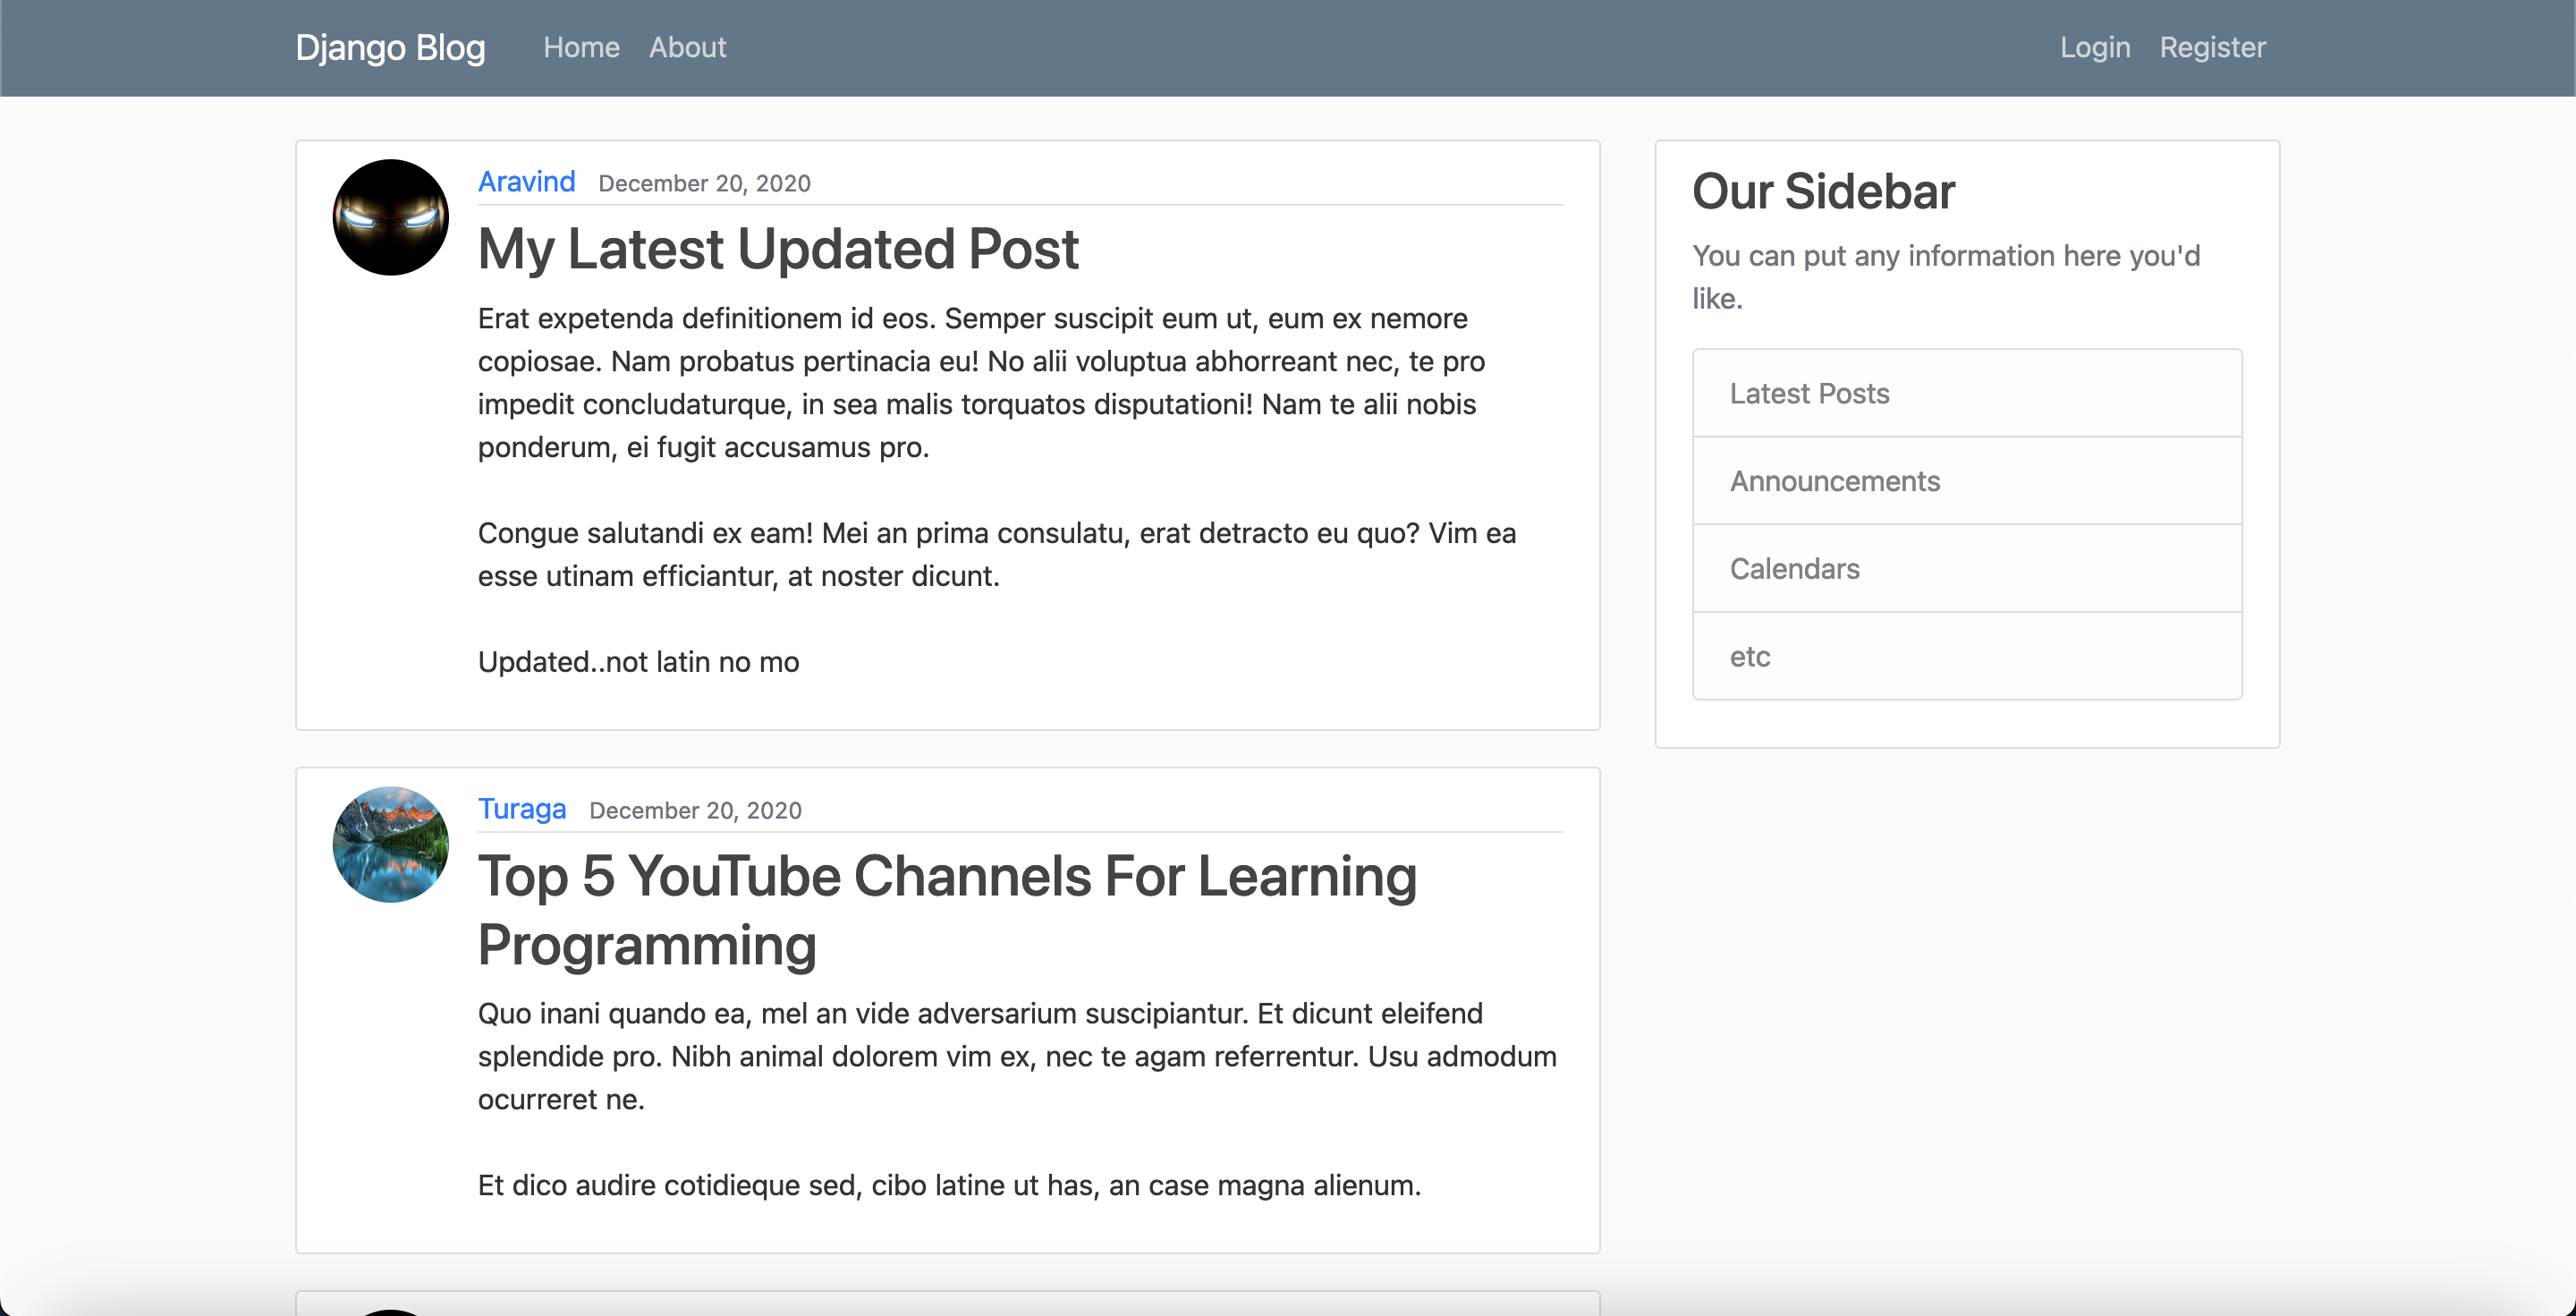 Django Blog Home About Login Register
Aravind December 20, 2020
My Latest Updated Post
Erat expetenda definitionem id eos. Semper suscipit eum ut, eum ex nemore
copiosae. Nam probatus pertinacia eu! No alii voluptua abhorreant nec, te pro
impedit concludaturque, in sea malis torquatos disputationi! Nam te alii nobis
ponderum, ei fugit accusamus pro.
Congue salutandi ex eam! Mei an prima consulatu, erat detracto eu quo? Vim ea
esse utinam efficiantur, at noster dicunt.
Updated..not latin no mo
Turaga December 20, 2020
Top 5 YouTube Channels For Learning
Programming
Quo inani quando ea, mel an vide adversarium suscipiantur. Et dicunt eleifend
splendide pro. Nibh animal dolorem vim ex, nec te agam referrentur. Usu admodum
ocurreret ne.
Et dico audire cotidieque sed, cibo latine ut has, an case magna alienum.
Our Sidebar
You can put any information here you'd
like.
Latest Posts
Announcements
Calendars
etc